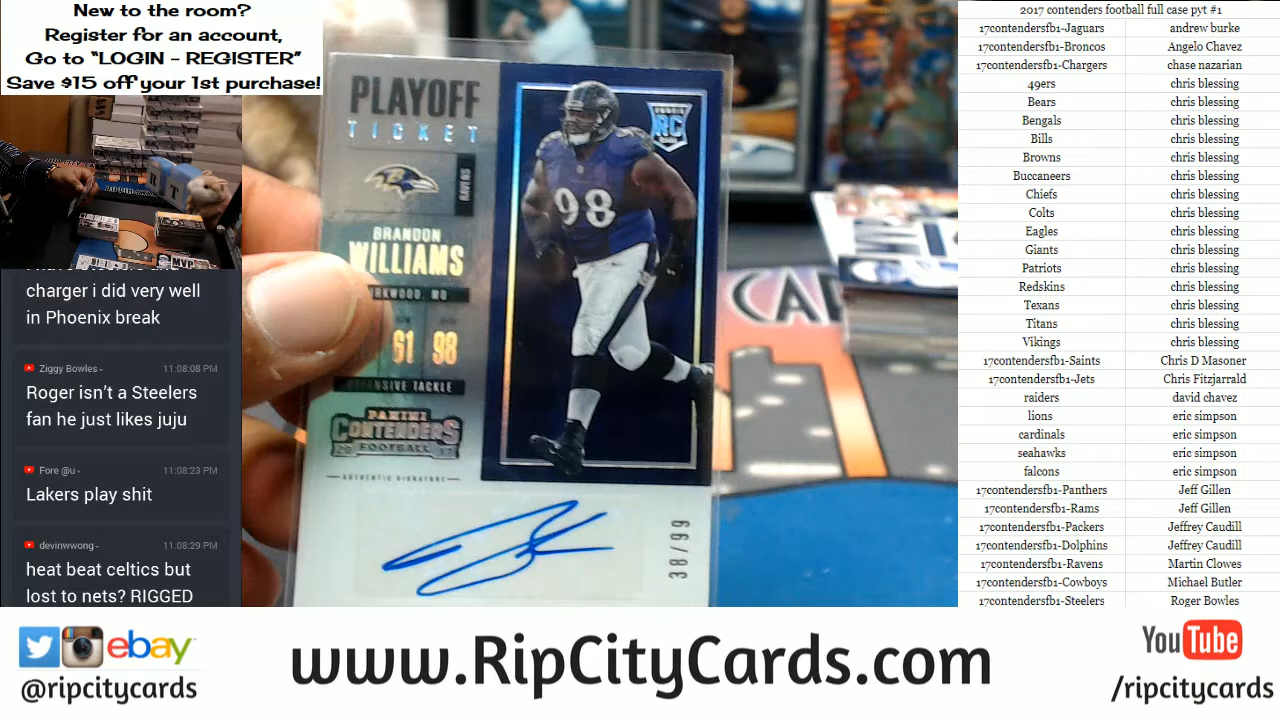 New to the room?
Register for an account,
Go to “LOGIN - REGISTER”
Save $15 off your 1st purchase!
charger i did very well
in Phoenix break
Ziggy Bowles - 11:08:08 PM
Roger isn't a Steelers
fan he just likes juju
Fore @u - 11:08:23 PM
Lakers play shit
devinwwong - 11:08:29 PM
heat beat celtics but
lost to nets? RIGGED
PLAYOFF
TICKET
RAVENS
RC
BRANDON
WILLIAMS
61 98
TACKLE
PANINI
CONTENDERS
20 FOOTBALL 17
AUTHENTIC SIGNATURE
38/99
98
2017 contenders football full case pyt #1
17contendersfb1-Jaguars andrew burke
17contendersfb1-Broncos Angelo Chavez
17contendersfb1-Chargers chase nazarian
49ers chris blessing
Bears chris blessing
Bengals chris blessing
Bills chris blessing
Browns chris blessing
Buccaneers chris blessing
Chiefs chris blessing
Colts chris blessing
Eagles chris blessing
Giants chris blessing
Patriots chris blessing
Redskins chris blessing
Texans chris blessing
Titans chris blessing
Vikings chris blessing
17contendersfb1-Saints Chris D Masoner
17contendersfb1-Jets Chris Fitzjarrald
raiders david chavez
lions eric simpson
cardinals eric simpson
seahawks eric simpson
falcons eric simpson
17contendersfb1-Panthers Jeff Gillen
17contendersfb1-Rams Jeff Gillen
17contendersfb1-Packers Jeffrey Caudill
17contendersfb1-Dolphins Jeffrey Caudill
17contendersfb1-Ravens Martin Clowes
17contendersfb1-Cowboys Michael Butler
17contendersfb1-Steelers Roger Bowles
ebay
@ripcitycards
www.RipCityCards.com
YouTube
/ripcitycards